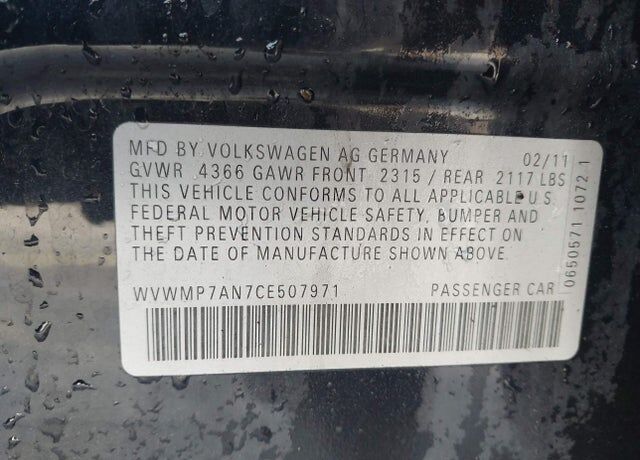 MFD BY VOLKSWAGEN AG GERMANY 02/11
GVWR 4366 GAWR FRONT 2315 / REAR 2117 LBS
THIS VEHICLE CONFORMS TO ALL APPLICABLE U.S.
FEDERAL MOTOR VEHICLE SAFETY, BUMPER AND
THEFT PREVENTION STANDARDS IN EFFECT ON
THE DATE OF MANUFACTURE SHOWN ABOVE.
WVWMP7AN7CE507971 PASSENGER CAR
0650571 1072 1